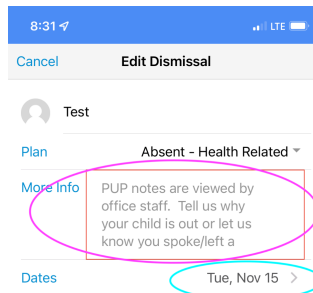 8:31 LTE
Cancel Edit Dismissal
Test
Plan Absent - Health Related
More Info PUP notes are viewed by
office staff. Tell us why
your child is out or let us
know you spoke/left a
Dates Tue, Nov 15